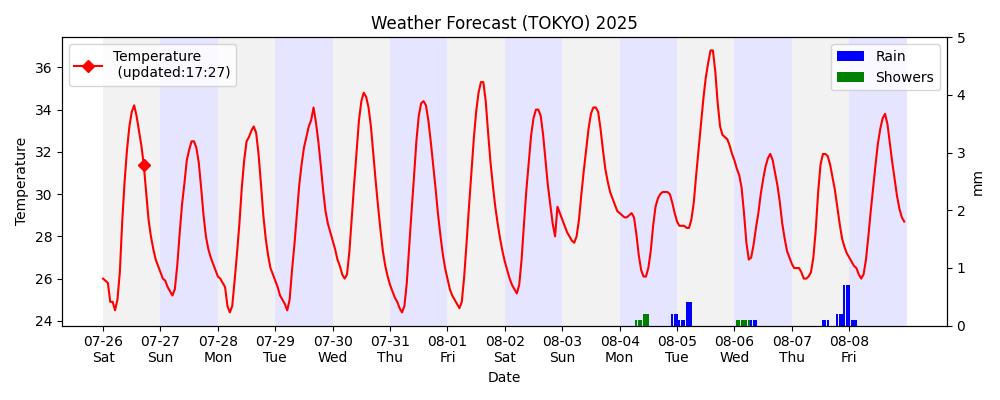 Weather Forecast (TOKYO) 2025
Temperature
(updated:17:27)
Rain
Showers
Temperature
36
34
32
30
28
26
24
5
4
3
2
1
0
mm
07-26 07-27 07-28 07-29 07-30 07-31 08-01 08-02 08-03 08-04 08-05 08-06 08-07 08-08
Sat Sun Mon Tue Wed Thu Fri Sat Sun Mon Tue Wed Thu Fri
Date